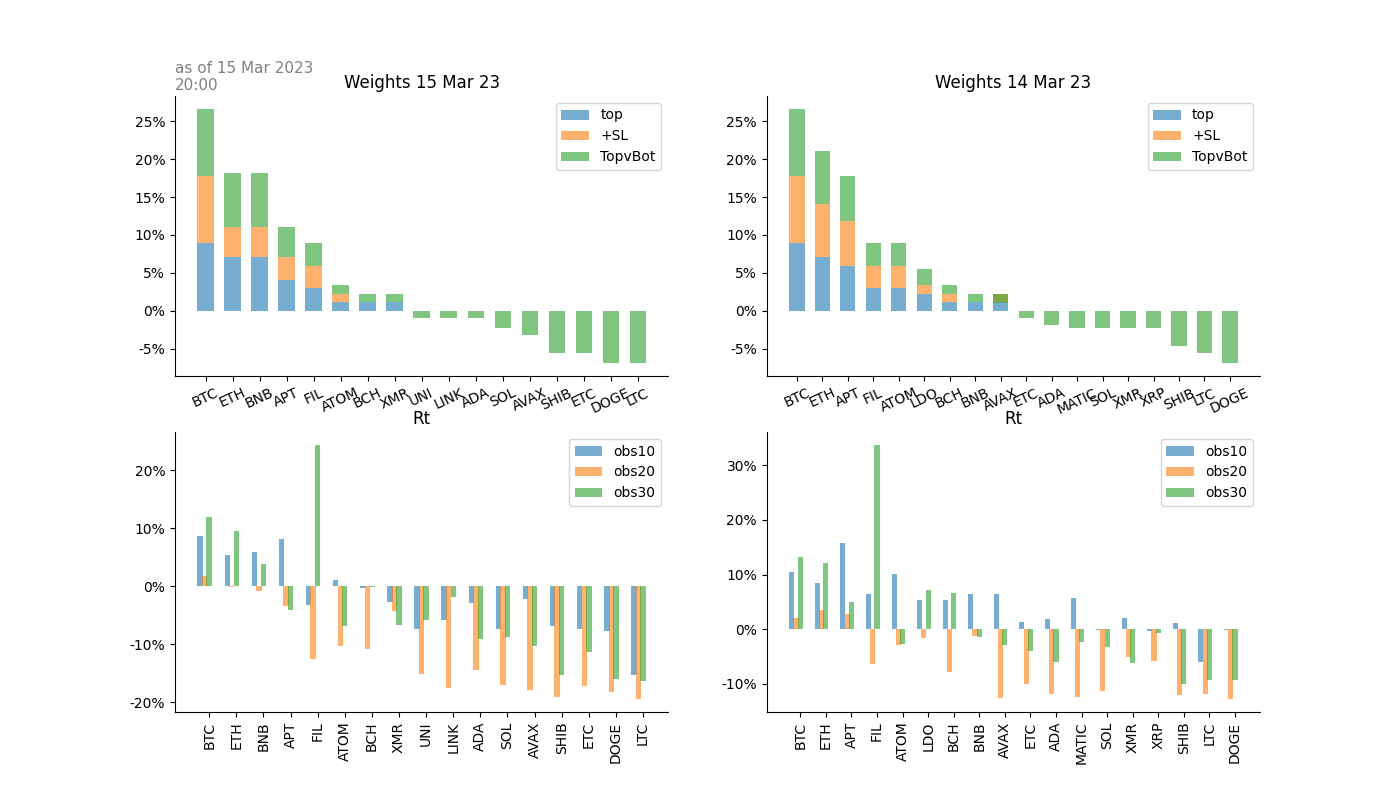 as of 15 Mar 2023
20:00
Weights 15 Mar 23
25%
20%
15%
10%
5%
0%
-5%
top
+SL
TopvBot
BTC ETH BNB APT FIL ATOM BCH XMR UNI LINK ADA SOL AVAX SHIB ETC DOGE LTC
Weights 14 Mar 23
25%
20%
15%
10%
5%
0%
-5%
top
+SL
TopvBot
BTC ETH APT FIL ATOM LDO BCH BNB AVAX ETC ADA MATIC SOL XMR XRP SHIB LTC DOGE
Rt
20%
10%
0%
-10%
-20%
obs10
obs20
obs30
BTC ETH BNB APT FIL ATOM BCH XMR UNI LINK ADA SOL AVAX SHIB ETC DOGE LTC
Rt
30%
20%
10%
0%
-10%
obs10
obs20
obs30
BTC ETH APT FIL ATOM LDO BCH BNB AVAX ETC ADA MATIC SOL XMR XRP SHIB LTC DOGE